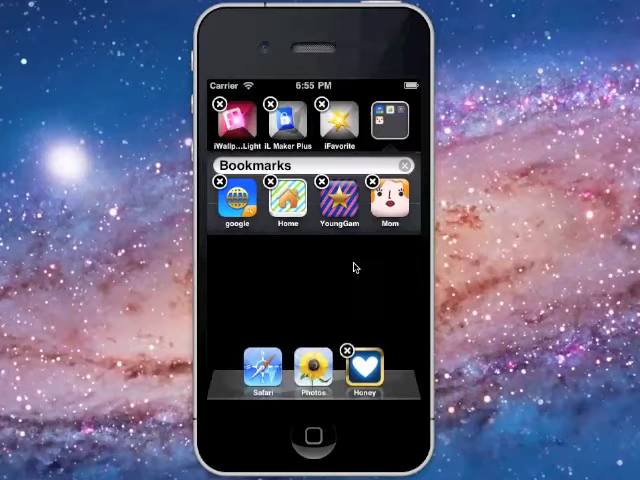 Carrier 6:55 PM
iWallp...Light iL Maker Plus iFavorite
Bookmarks
google Home YoungGam Mom
Safari Photos Honey